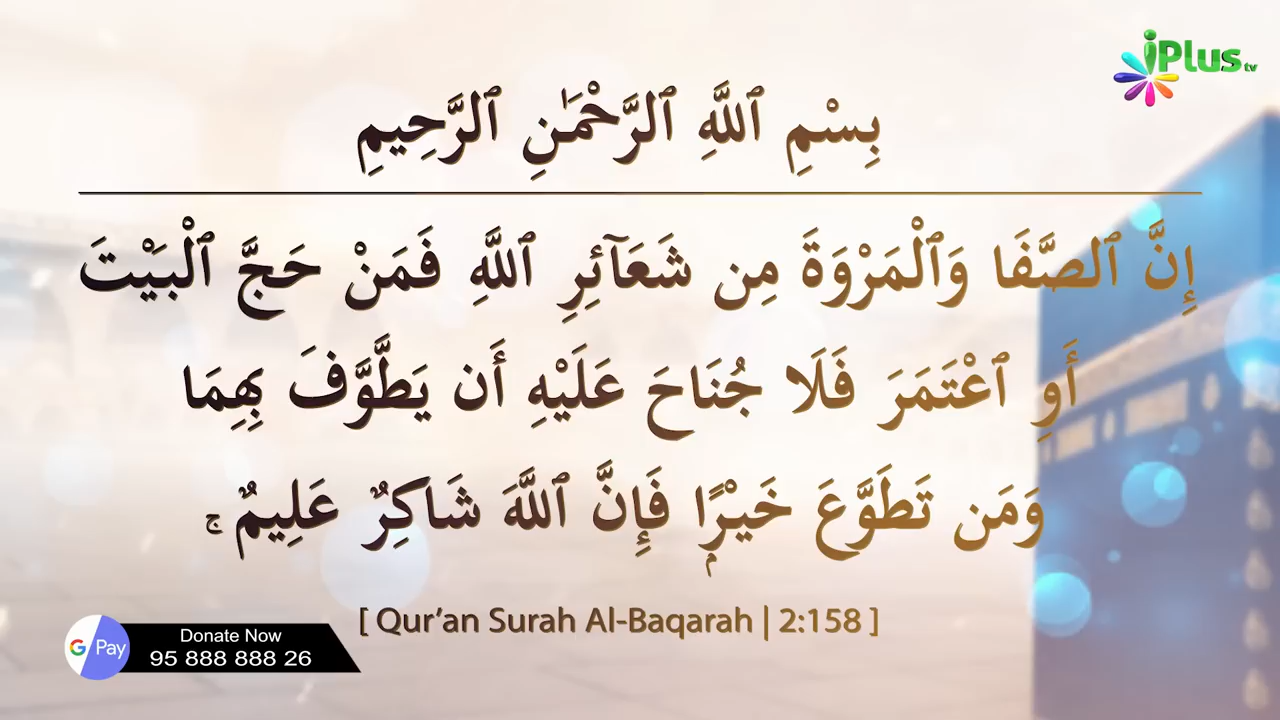 iPlus tv
بِسْمِ ٱللَّهِ ٱلرَّحْمَٰنِ ٱلرَّحِيمِ
إِنَّ ٱلصَّفَا وَٱلْمَرْوَةَ مِن شَعَآئِرِ ٱللَّهِ فَمَنْ حَجَّ ٱلْبَيْتَ
أَوِ ٱعْتَمَرَ فَلَا جُنَاحَ عَلَيْهِ أَن يَطَّوَّفَ بِهِمَا
وَمَن تَطَوَّعَ خَيْرًۭا فَإِنَّ ٱللَّهَ شَاكِرٌ عَلِيمٌ ۚ
[ Qur’an Surah Al-Baqarah | 2:158 ]
G Pay
Donate Now
95 888 888 26